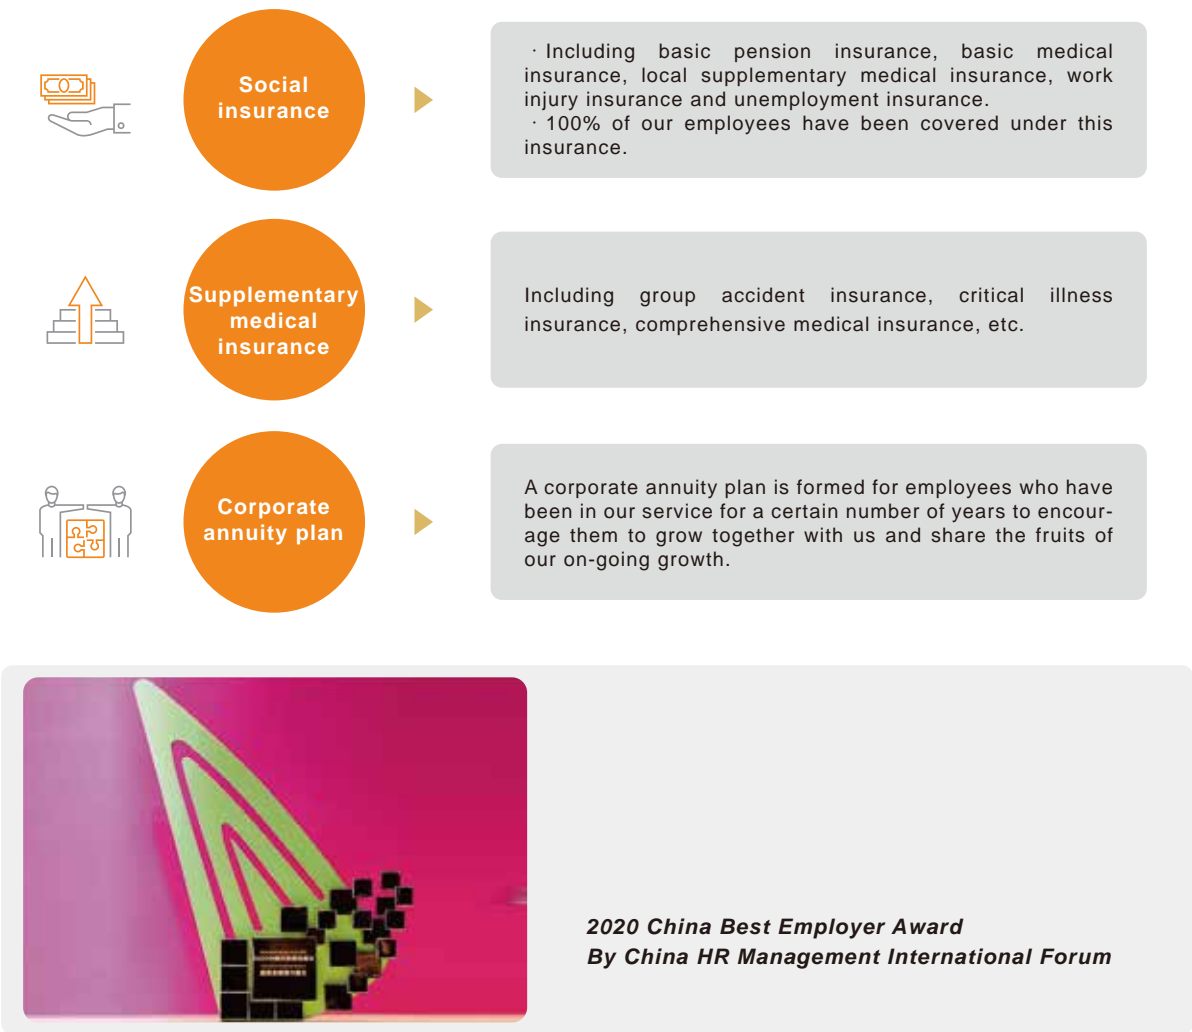 Social
insurance
· Including basic pension insurance, basic medical
insurance, local supplementary medical insurance, work
injury insurance and unemployment insurance.
· 100% of our employees have been covered under this
insurance.
Supplementary
medical
insurance
Including group accident insurance, critical illness
insurance, comprehensive medical insurance, etc.
Corporate
annuity plan
A corporate annuity plan is formed for employees who have
been in our service for a certain number of years to encour-
age them to grow together with us and share the fruits of
our on-going growth.
2020 China Best Employer Award
By China HR Management International Forum